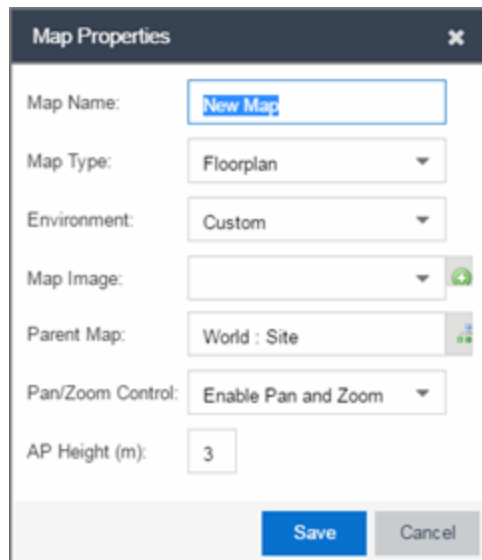 Map Properties
Map Name: New Map
Map Type: Floorplan
Environment: Custom
Map Image:
Parent Map: World : Site
Pan/Zoom Control: Enable Pan and Zoom
AP Height (m): 3
Save Cancel